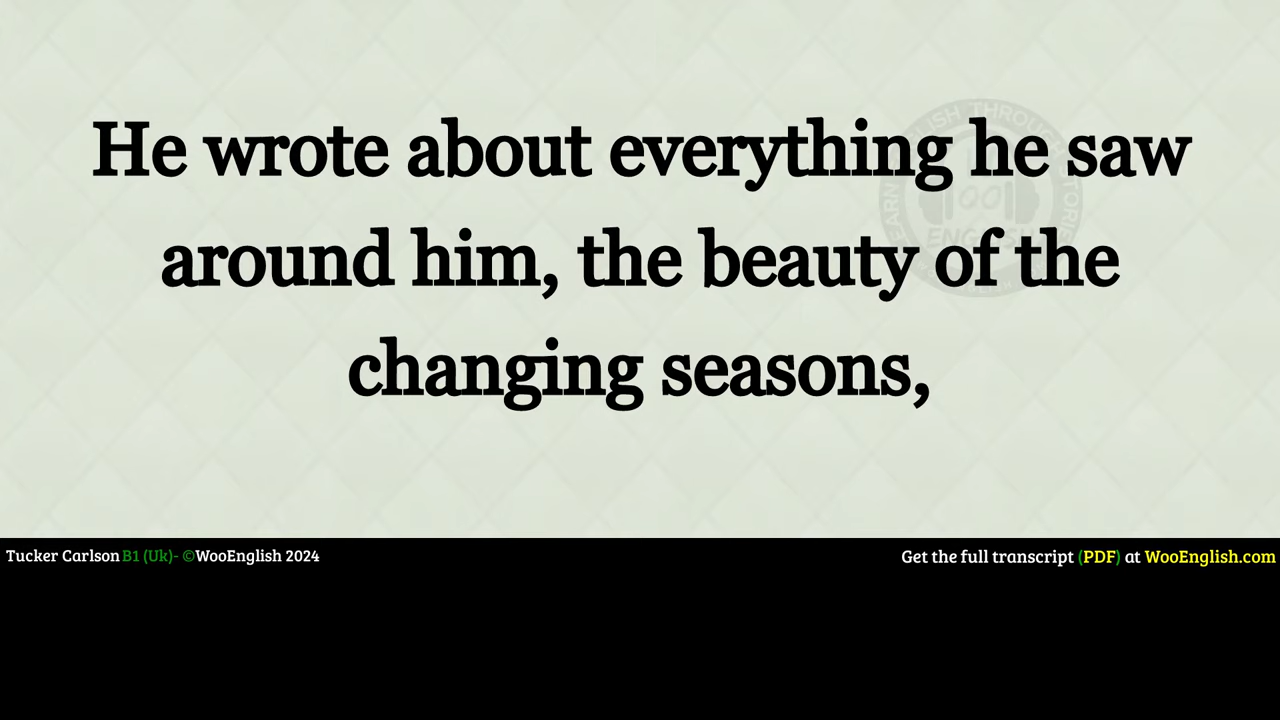 He wrote about everything he saw
around him, the beauty of the
changing seasons,
Tucker Carlson B1 (Uk)- ©WooEnglish 2024
Get the full transcript (PDF) at WooEnglish.com